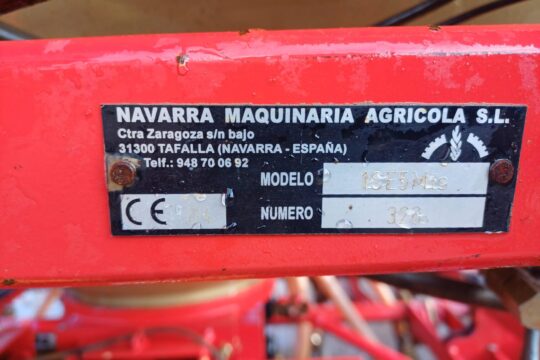 NAVARRA MAQUINARIA AGRICOLA S.L.
Ctra Zaragoza s/n bajo
31300 TAFALLA (NAVARRA - ESPAÑA)
Telf.: 948 70 06 92
MODELO
CE
NUMERO